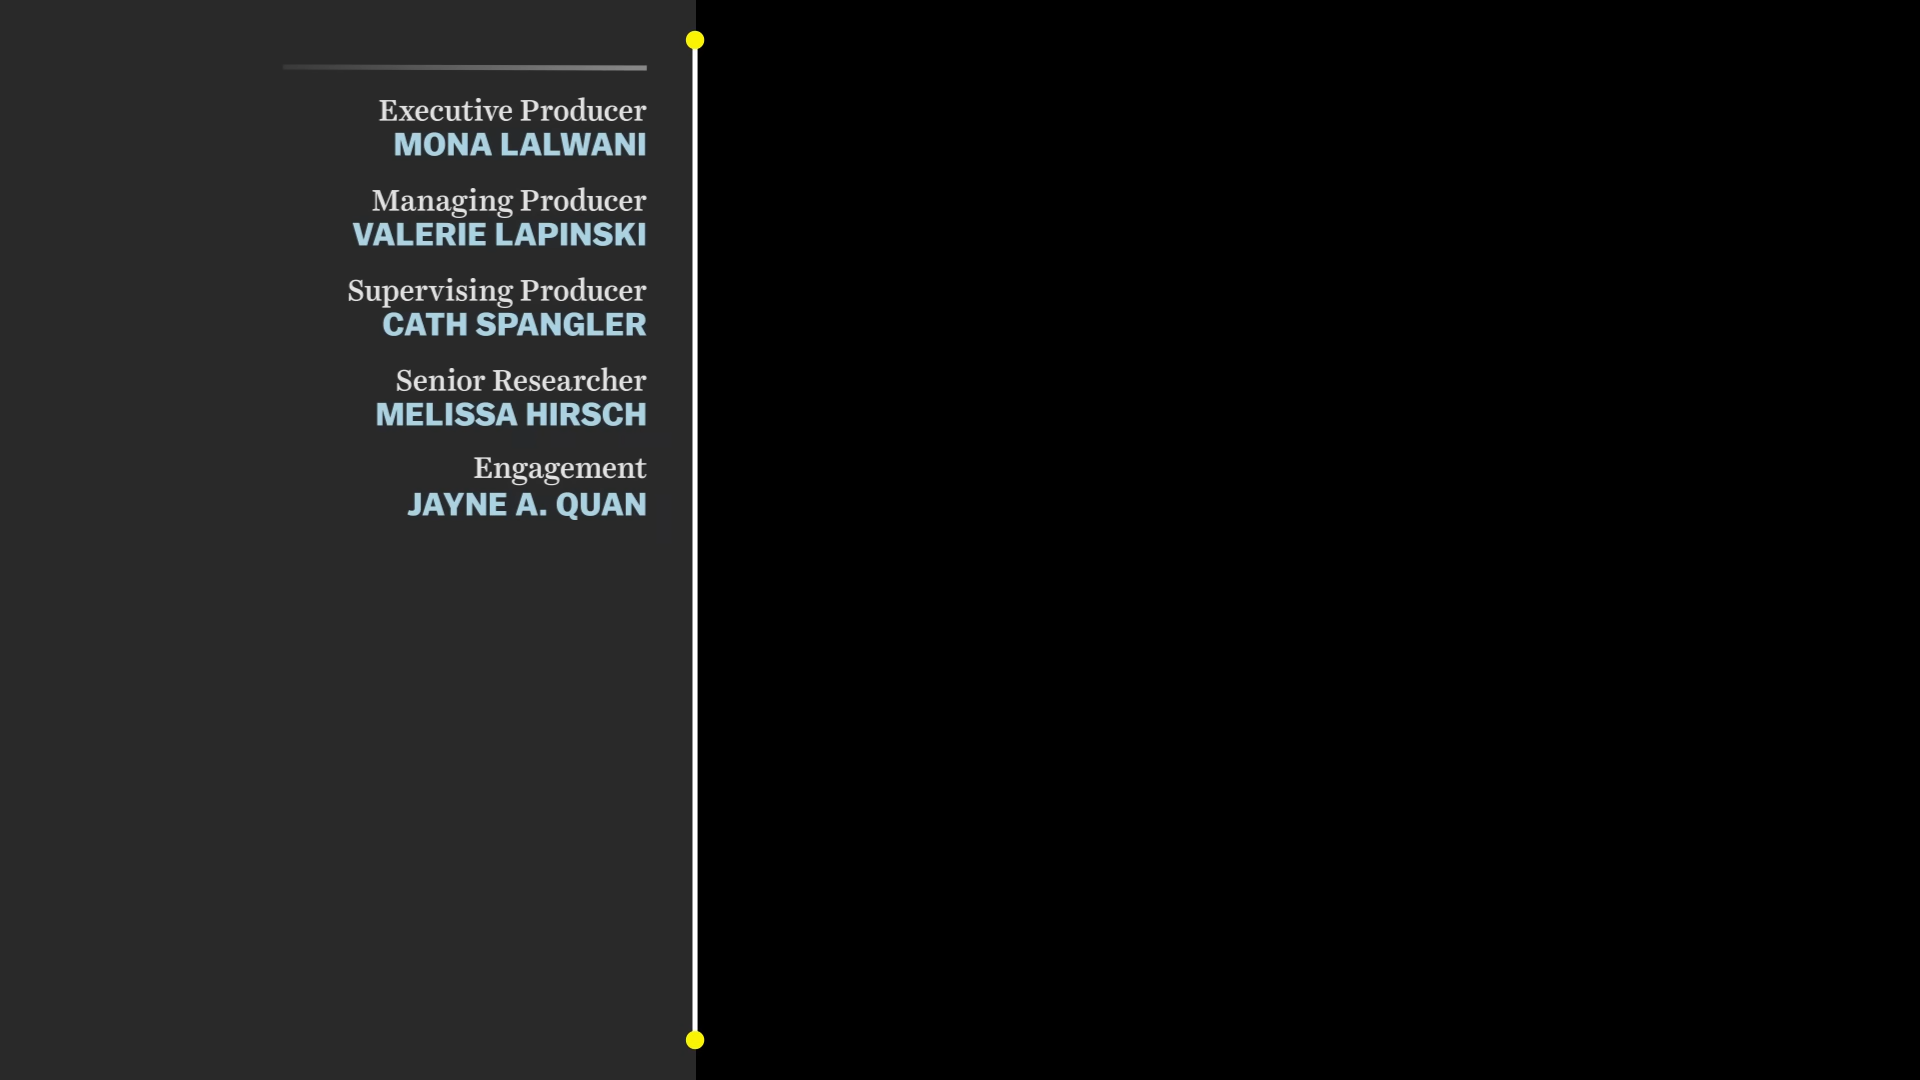 Executive Producer
MONA LALWANI
Managing Producer
VALERIE LAPINSKI
Supervising Producer
CATH SPANGLER
Senior Researcher
MELISSA HIRSCH
Engagement
JAYNE A. QUAN